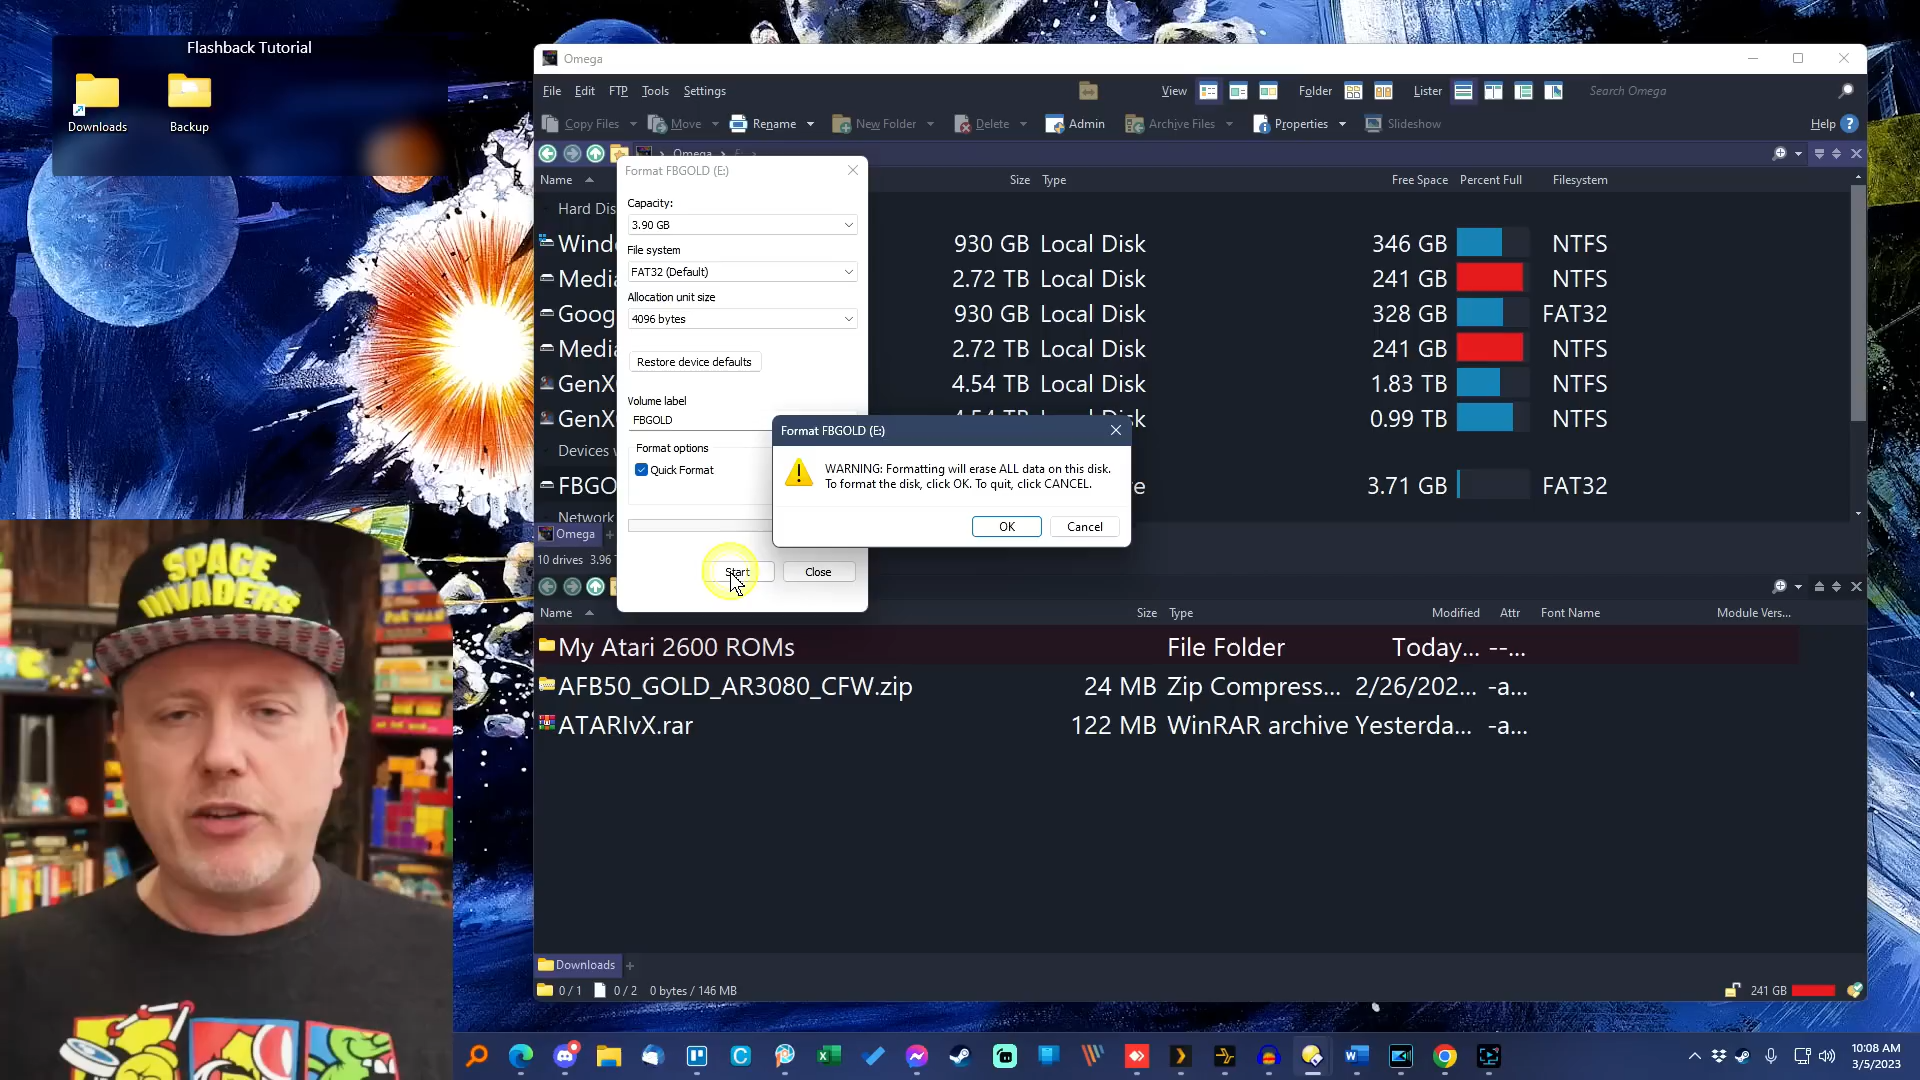 Flashback Tutorial
Downloads
Backup
Omega
File Edit FTP Tools Settings View Folder Lister Search Omega
Copy Files Move Rename New Folder Delete Admin Archive Files Properties Slideshow Help
Omega E:
Name Size Type Free Space Percent Full Filesystem
Hard Dis
Wind 930 GB Local Disk 346 GB NTFS
Media 2.72 TB Local Disk 241 GB NTFS
Goog 930 GB Local Disk 328 GB FAT32
Media 2.72 TB Local Disk 241 GB NTFS
GenX 4.54 TB Local Disk 1.83 TB NTFS
GenX 4.54 TB Local Disk 0.99 TB NTFS
Devices w
FBGO 3.71 GB FAT32
Network
Omega
10 drives 3.96
Format FBGOLD (E:)
Capacity:
3.90 GB
File system
FAT32 (Default)
Allocation unit size
4096 bytes
Restore device defaults
Volume label
FBGOLD
Format options
Quick Format
Start Close
Format FBGOLD (E:)
WARNING: Formatting will erase ALL data on this disk.
To format the disk, click OK. To quit, click CANCEL.
OK Cancel
Name Size Type Modified Attr Font Name Module Vers...
My Atari 2600 ROMs File Folder Today... --...
AFB50_GOLD_AR3080_CFW.zip 24 MB Zip Compress... 2/26/202... -a...
ATARIvX.rar 122 MB WinRAR archive Yesterda... -a...
Downloads
0 / 1 0 / 2 0 bytes / 146 MB 241 GB
SPACE
INVADERS
10:08 AM
3/5/2023